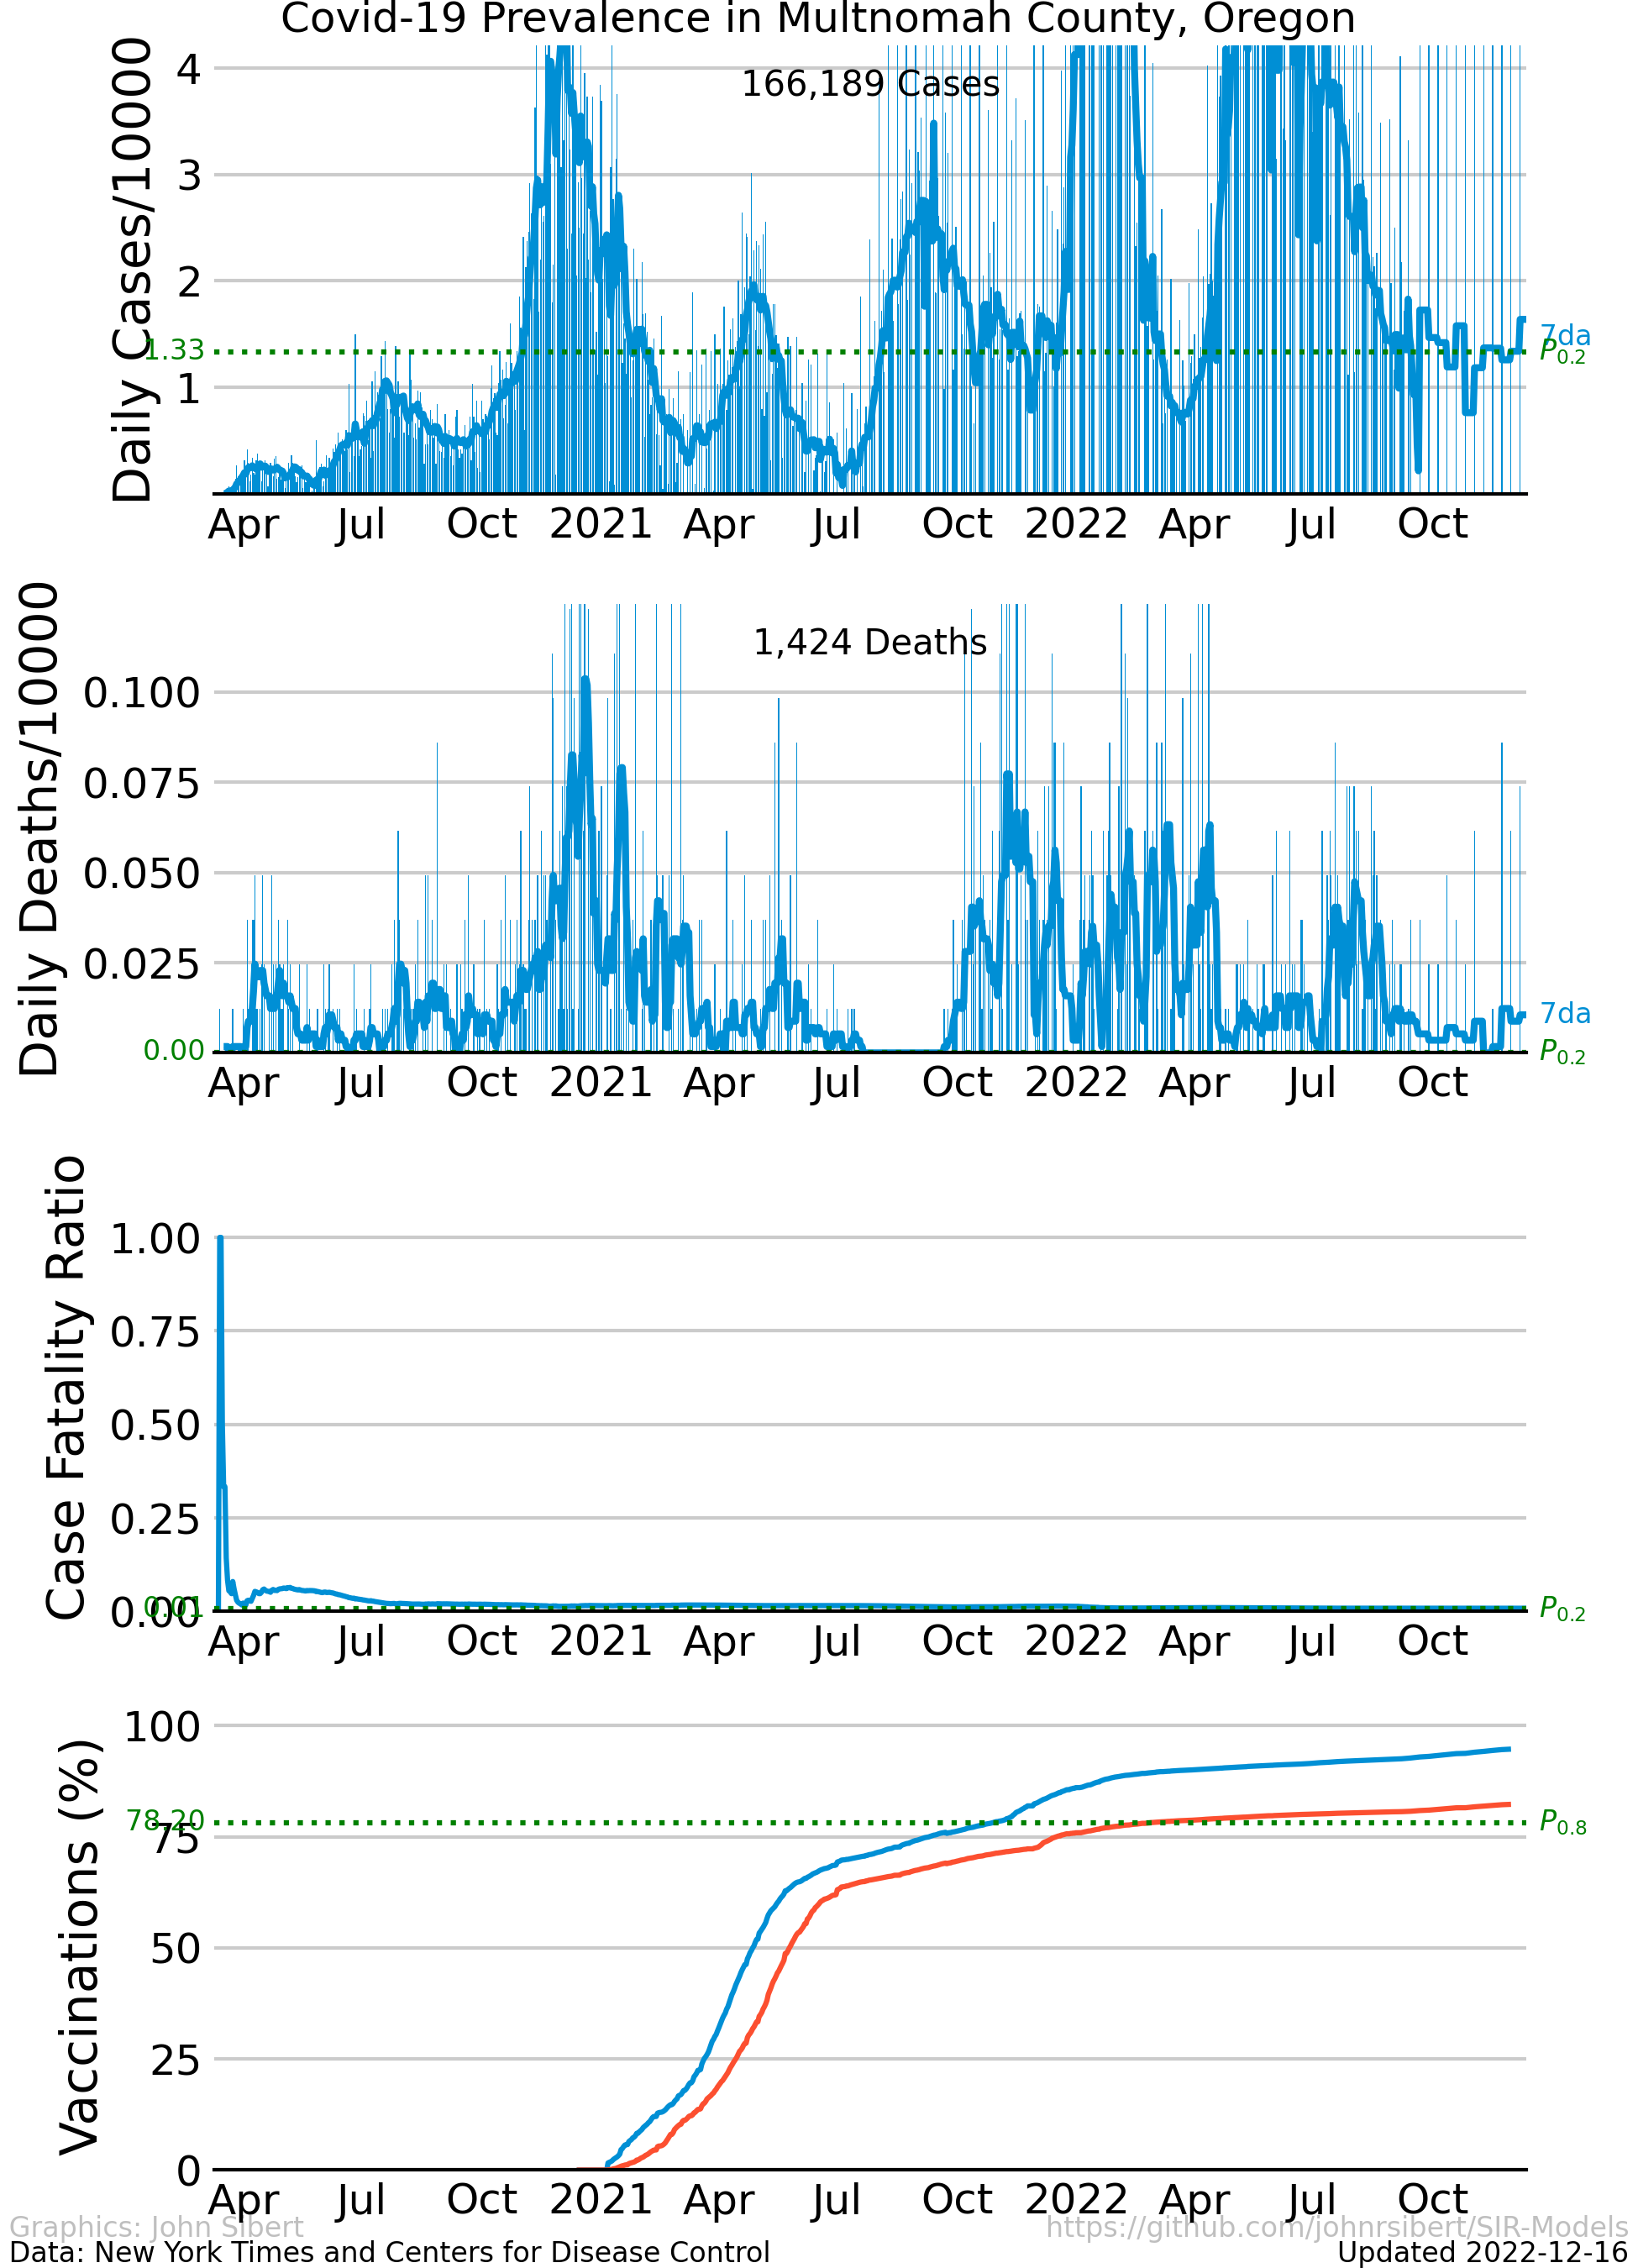 Covid-19 Prevalence in Multnomah County, Oregon
Daily Cases/10000
4
3
2
1
1.33
166,189 Cases
7da
P0.2
Apr Jul Oct 2021 Apr Jul Oct 2022 Apr Jul Oct
Daily Deaths/10000
0.100
0.075
0.050
0.025
0.00
1,424 Deaths
7da
P0.2
Apr Jul Oct 2021 Apr Jul Oct 2022 Apr Jul Oct
Case Fatality Ratio
1.00
0.75
0.50
0.25
0.00
0.01
P0.2
Apr Jul Oct 2021 Apr Jul Oct 2022 Apr Jul Oct
Vaccinations (%)
100
78.20
75
50
25
0
P0.8
Apr Jul Oct 2021 Apr Jul Oct 2022 Apr Jul Oct
Graphics: John Sibert https://github.com/johnrsibert/SIR-Models
Data: New York Times and Centers for Disease Control Updated 2022-12-16